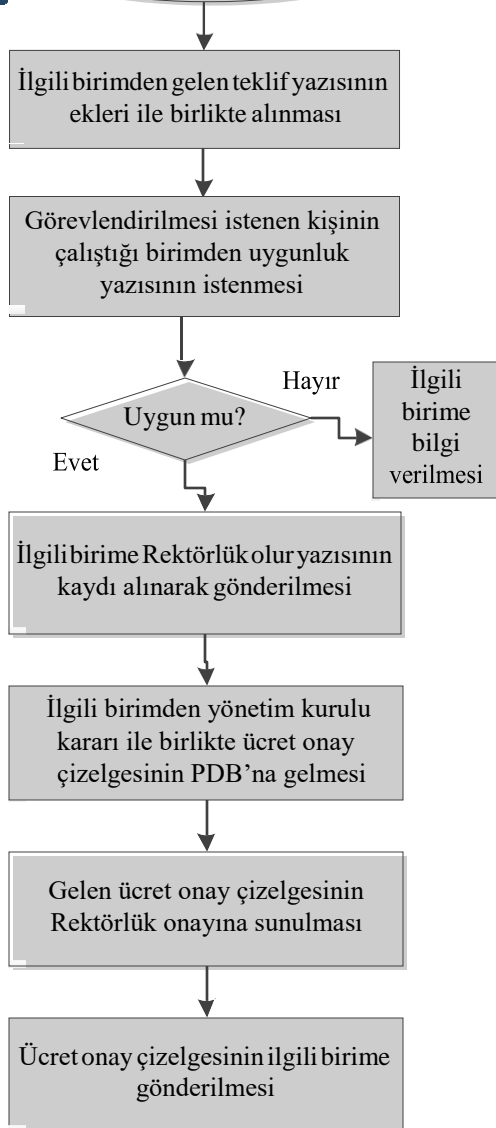 İlgili birimden gelen teklif yazısının
ekleri ile birlikte alınması
Görevlendirilmesi istenen kişinin
çalıştığı birimden uygunluk
yazısının istenmesi
Uygun mu?
Hayır
İlgili
birime
bilgi
verilmesi
Evet
İlgili birime Rektörlük olur yazısının
kaydı alınarak gönderilmesi
İlgili birimden yönetim kurulu
kararı ile birlikte ücret onay
çizelgesinin PDB’na gelmesi
Gelen ücret onay çizelgesinin
Rektörlük onayına sunulması
Ücret onay çizelgesinin ilgili birime
gönderilmesi